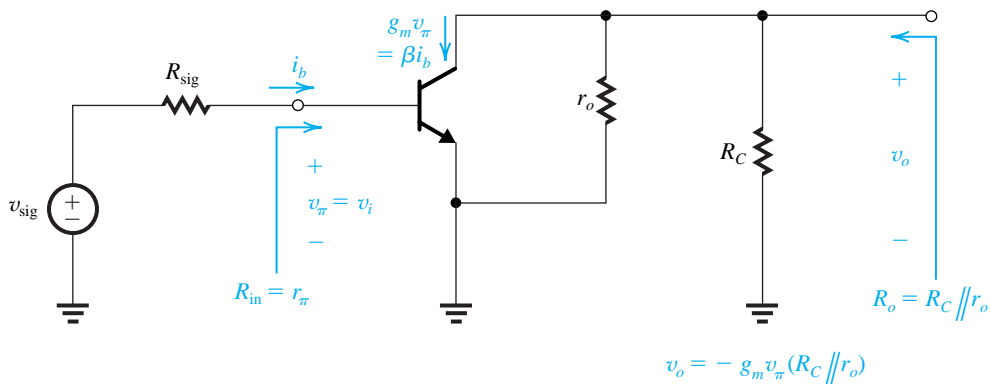 g_m v_π
= βi_b
R_sig
i_b
r_o
R_C
+
v_o
−
v_sig
+
−
+
v_π = v_i
−
R_in = r_π
R_o = R_C // r_o
v_o = − g_m v_π (R_C // r_o)